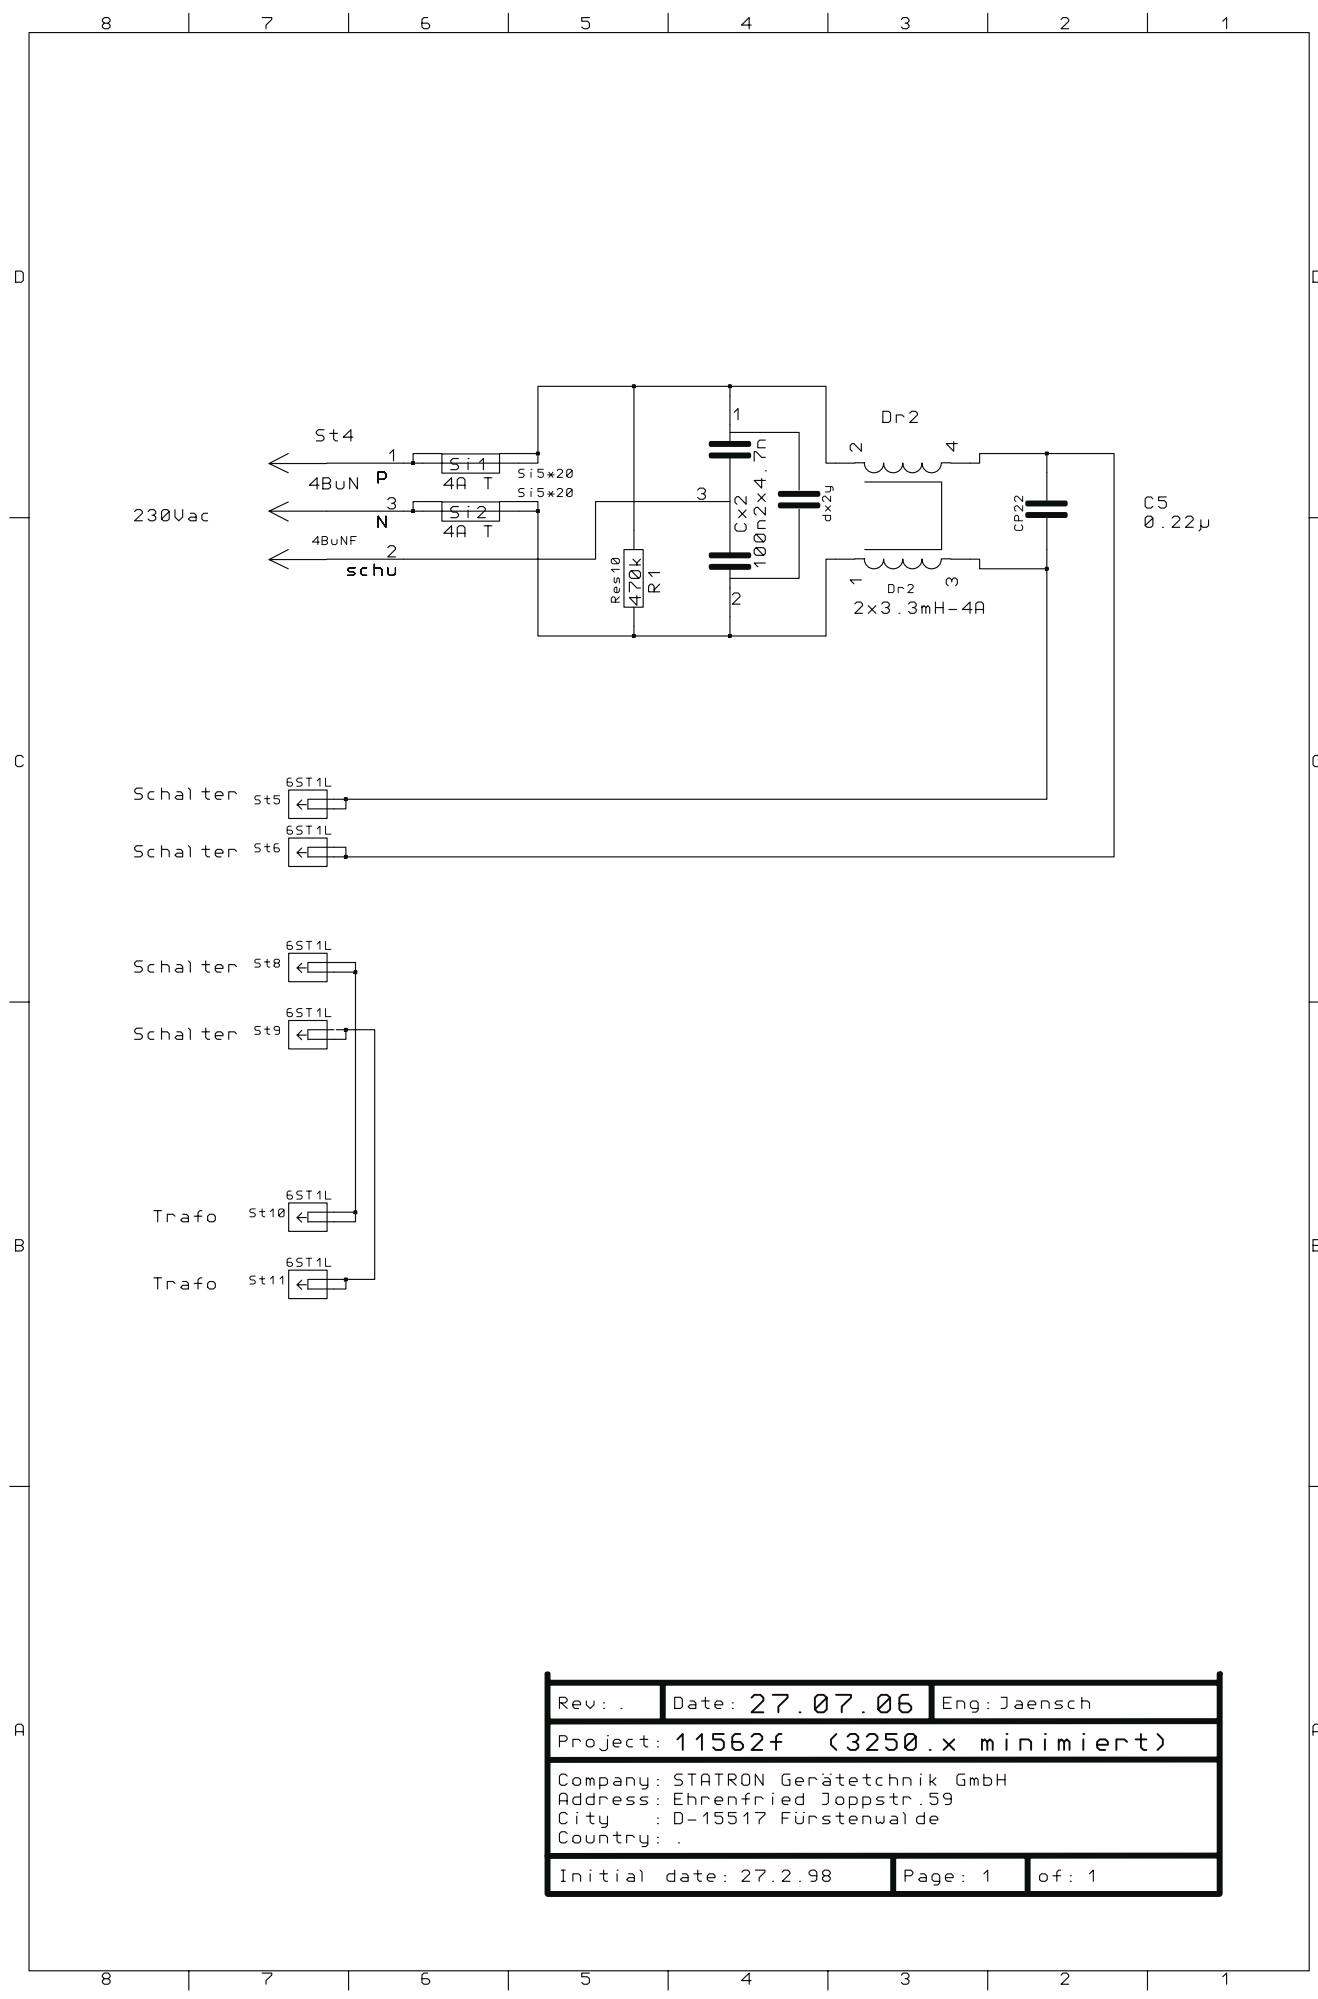 8 7 6 5 4 3 2 1
D
St4
1
4BuN P
Si1
4A T
Si5*20
Si5*20
230Vac
3
N
Si2
4A T
4BuNF
2
schu
Res10
470k
R1
1
3
Cx2
100n2x4.7n
2
dx2y
Dr2
2
4
1
3
Dr2
2x3.3mH-4A
CP22
C5
0.22µ
C
Schalter St5 6ST1L
Schalter St6 6ST1L
Schalter St8 6ST1L
Schalter St9 6ST1L
Trafo St10 6ST1L
B
Trafo St11 6ST1L
A
Rev: . Date: 27.07.06 Eng: Jaensch
Project: 11562f (3250.x minimiert)
Company: STATRON Gerätetchnik GmbH
Address: Ehrenfried Joppstr.59
City : D-15517 Fürstenwalde
Country: .
Initial date: 27.2.98 Page: 1 of: 1
8 7 6 5 4 3 2 1